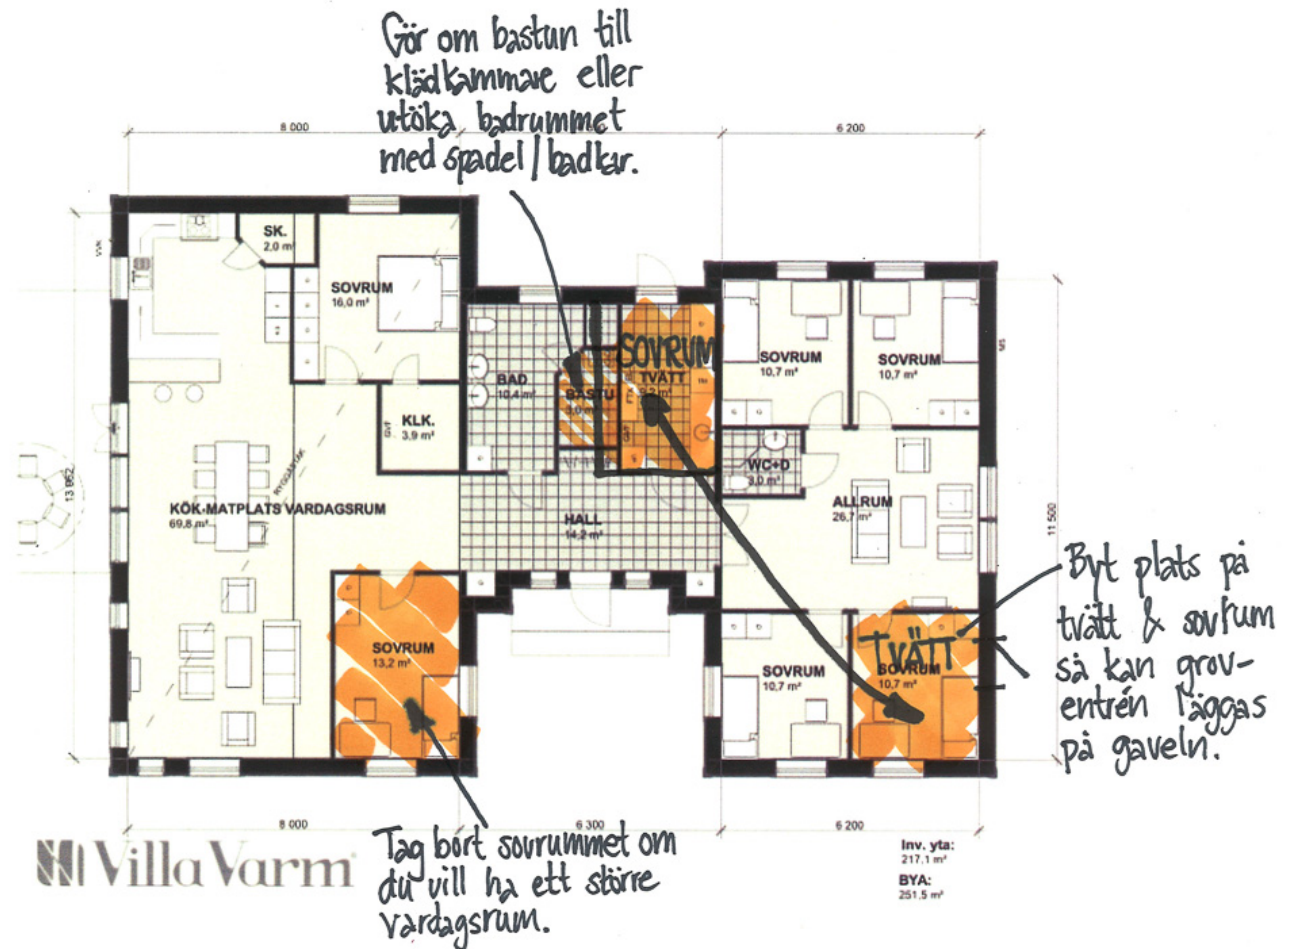 Gör om bastun till
klädkammare eller
utöka badrummet
med spadel/badkar.
8 000
6 200
SK.
2,0 m²
SOVRUM
16,0 m²
SOVRUM
TVÄTT
BAD
10,4 m²
BASTU
3,0 m²
SOVRUM
10,7 m²
SOVRUM
10,7 m²
KLK.
3,9 m²
WC+D
3,0 m²
13 862
RYGGÅSTAK
KÖK-MATPLATS VARDAGSRUM
69,8 m²
HALL
14,2 m²
ALLRUM
26,7 m²
11 500
Byt plats på
tvätt & sovrum
så kan grov-
entrén läggas
på gaveln.
SOVRUM
13,2 m²
SOVRUM
10,7 m²
TVÄTT
SOVRUM
10,7 m²
8 000
6 300
6 200
Villa Varm
Tag bort sovrummet om
du vill ha ett större
vardagsrum.
Inv. yta:
217,1 m²
BYA:
251,5 m²